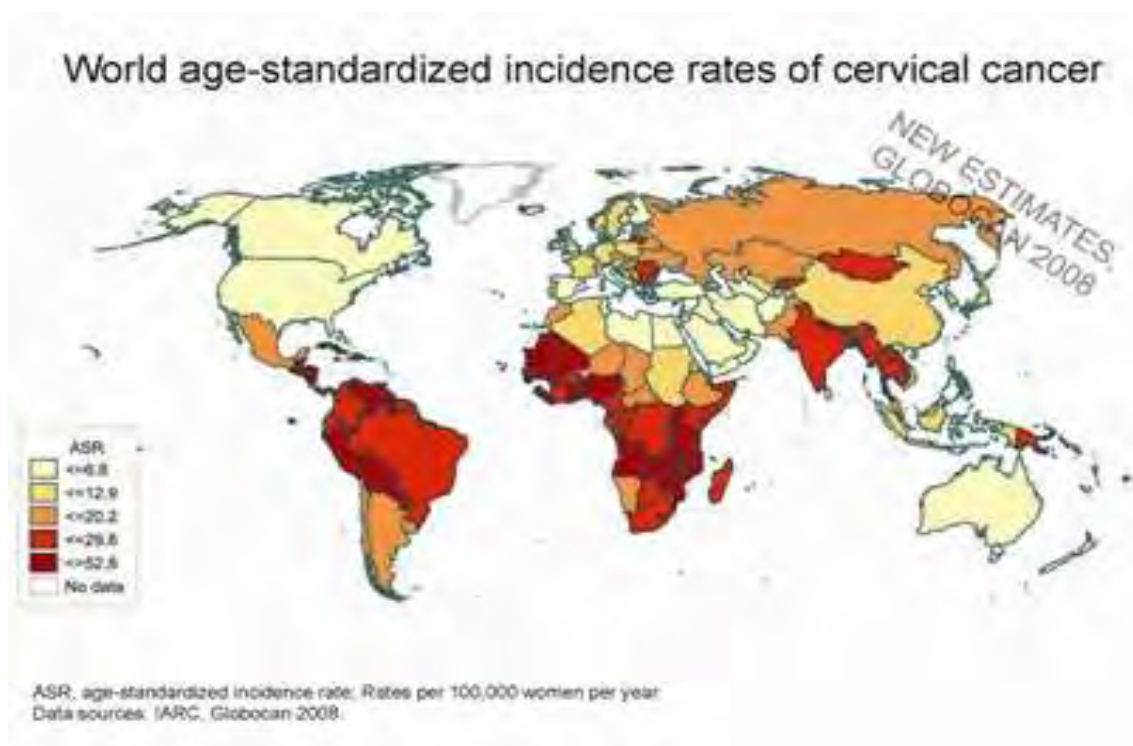 World age-standardized incidence rates of cervical cancer
NEW ESTIMATES,
GLOBOCAN 2008
ASR
<=6.8
<=12.9
<=20.2
<=29.8
<=52.8
No data
ASR, age-standardized incidence rate; Rates per 100,000 women per year
Data sources: IARC, Globocan 2008.